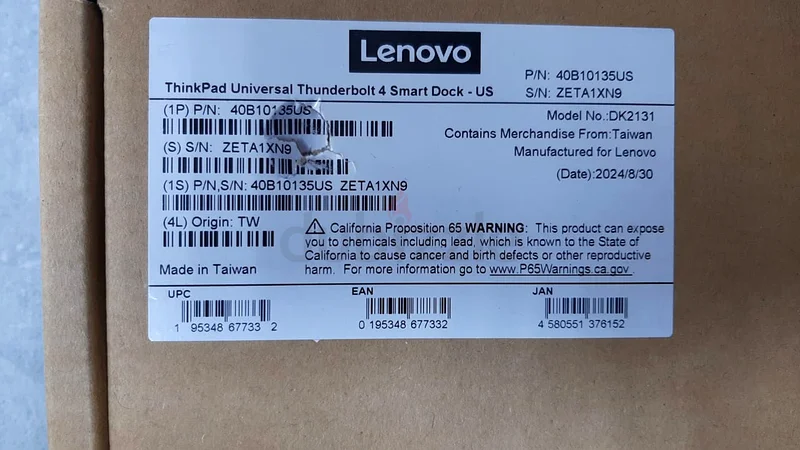 Lenovo
ThinkPad Universal Thunderbolt 4 Smart Dock - US
P/N: 40B10135US
S/N: ZETA1XN9
(1P) P/N: 40B10135US
(S) S/N: ZETA1XN9
(1S) P/N,S/N: 40B10135US ZETA1XN9
(4L) Origin: TW
Made in Taiwan
Model No.:DK2131
Contains Merchandise From:Taiwan
Manufactured for Lenovo
(Date):2024/8/30
California Proposition 65 WARNING: This product can expose
you to chemicals including lead, which is known to the State of
California to cause cancer and birth defects or other reproductive
harm. For more information go to www.P65Warnings.ca.gov.
UPC
1 95348 67733 2
EAN
0 195348 677332
JAN
4 580551 376152